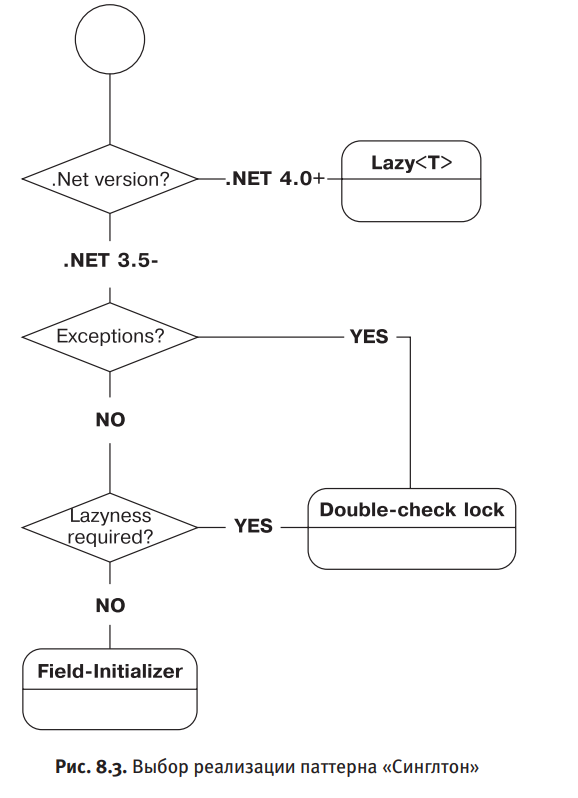 .Net version?
.NET 4.0+
Lazy<T>
.NET 3.5-
Exceptions?
YES
NO
Lazyness
required?
YES
Double-check lock
NO
Field-Initializer
Рис. 8.3. Выбор реализации паттерна «Синглтон»